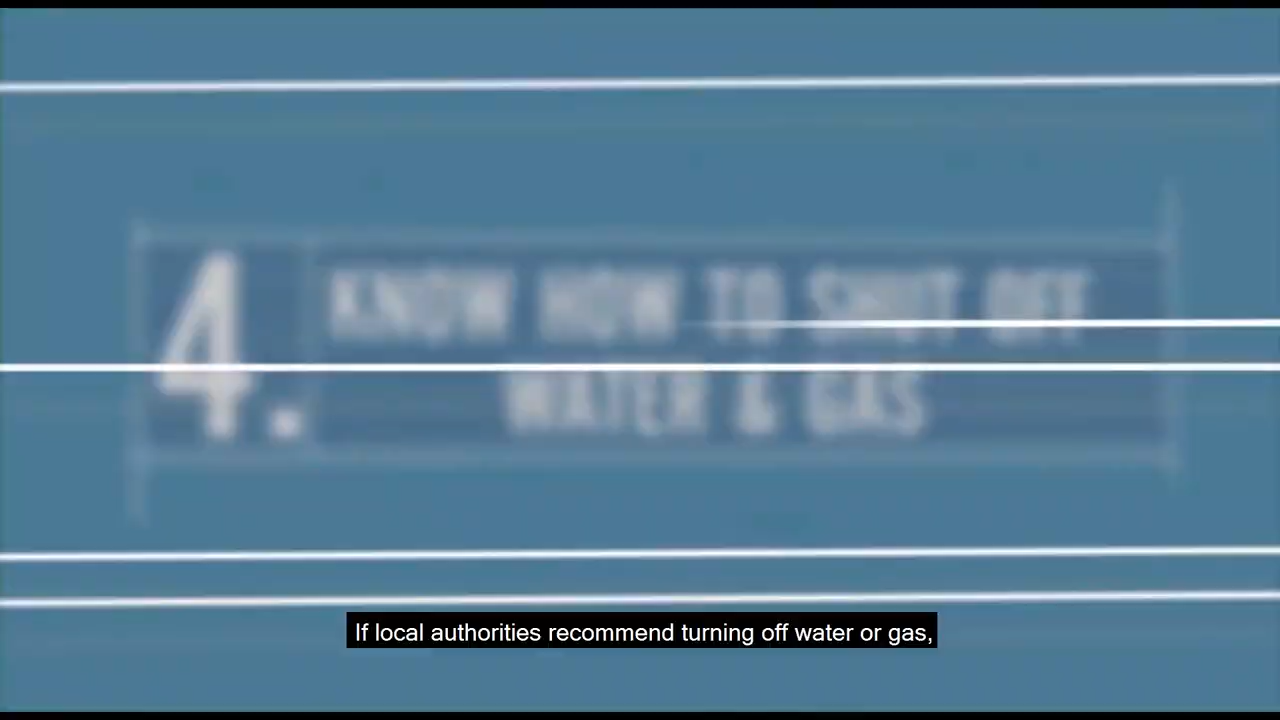 4.
KNOW HOW TO SHUT OFF
WATER & GAS
If local authorities recommend turning off water or gas,